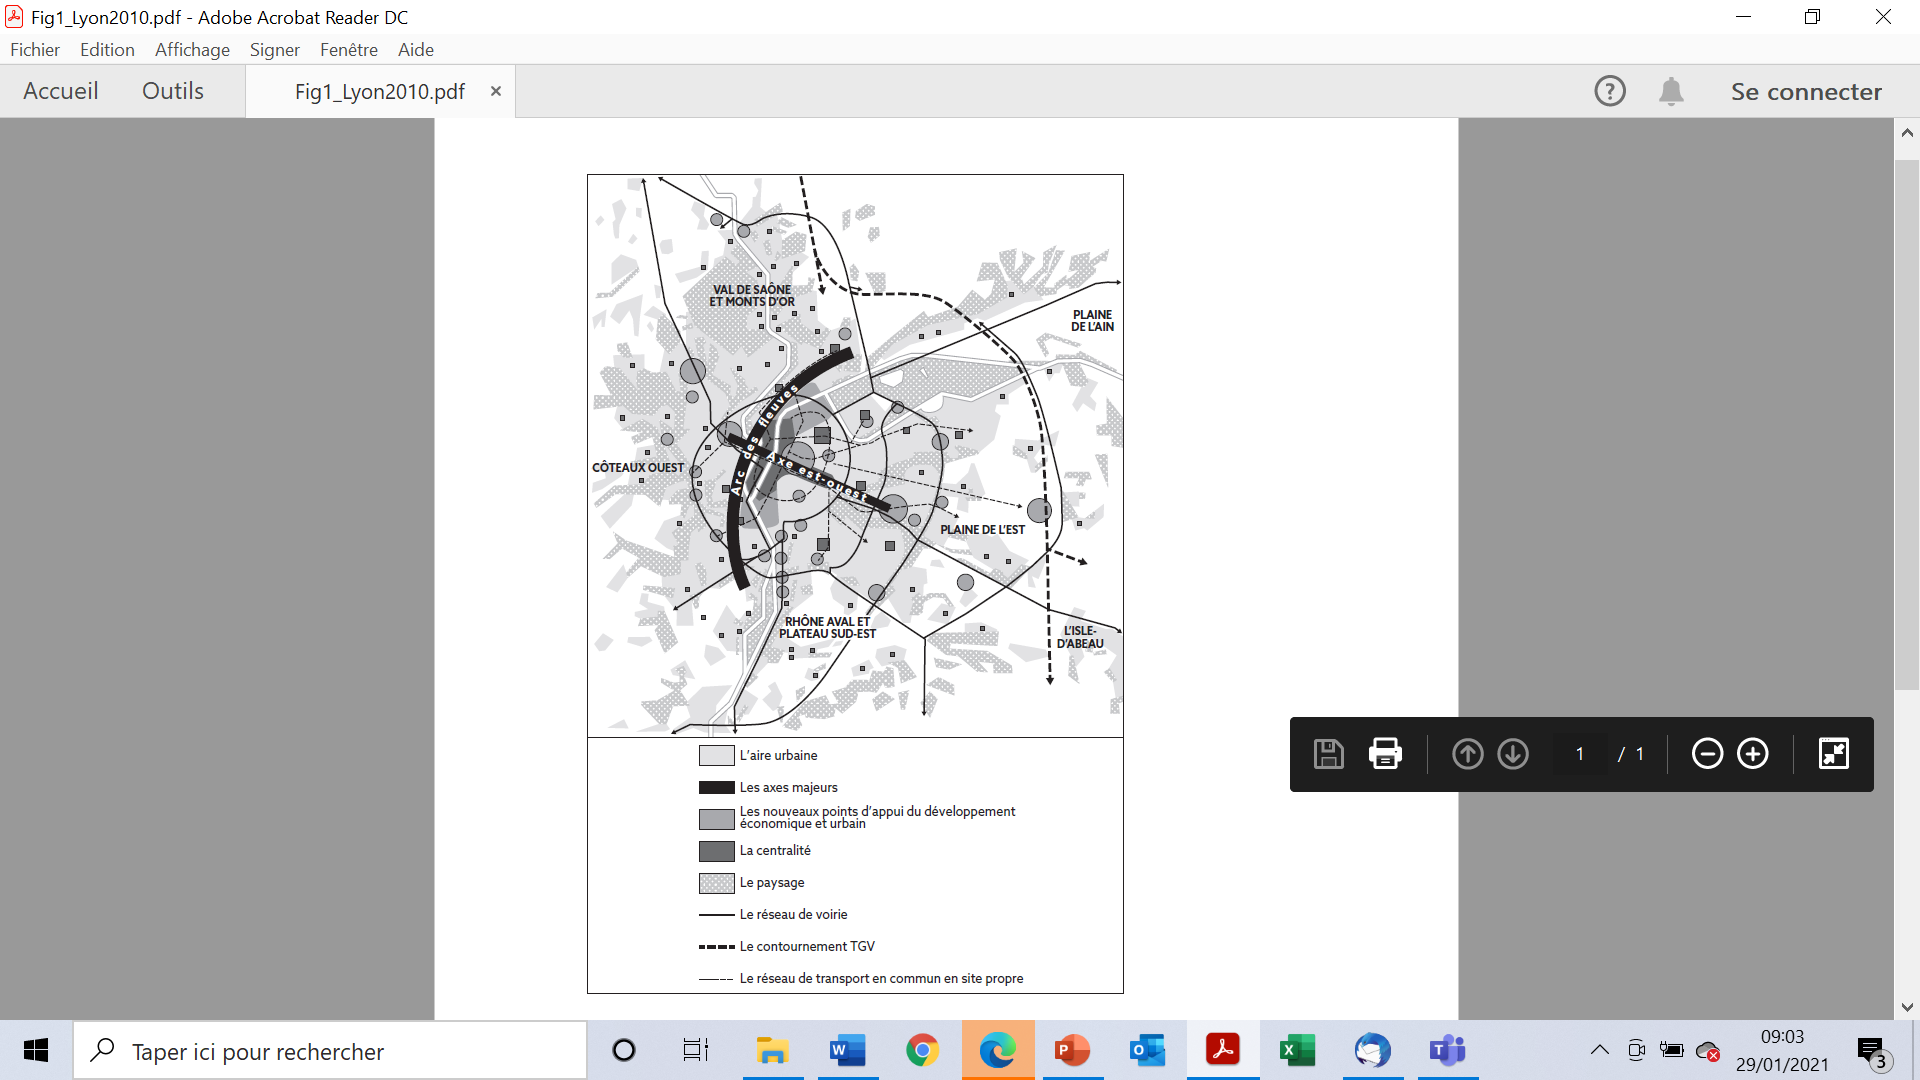 Fig1_Lyon2010.pdf - Adobe Acrobat Reader DC
Fichier Edition Affichage Signer Fenêtre Aide
Accueil Outils Fig1_Lyon2010.pdf × ? Se connecter
VAL DE SAÔNE
ET MONTS D'OR
PLAINE
DE L'AIN
Arc des fleuves
Axe est-ouest
CÔTEAUX OUEST
PLAINE DE L'EST
RHÔNE AVAL ET
PLATEAU SUD-EST
L'ISLE-
D'ABEAU
L'aire urbaine
Les axes majeurs
Les nouveaux points d'appui du développement
économique et urbain
La centralité
Le paysage
Le réseau de voirie
Le contournement TGV
Le réseau de transport en commun en site propre
1 / 1
Taper ici pour rechercher
09:03
29/01/2021
3